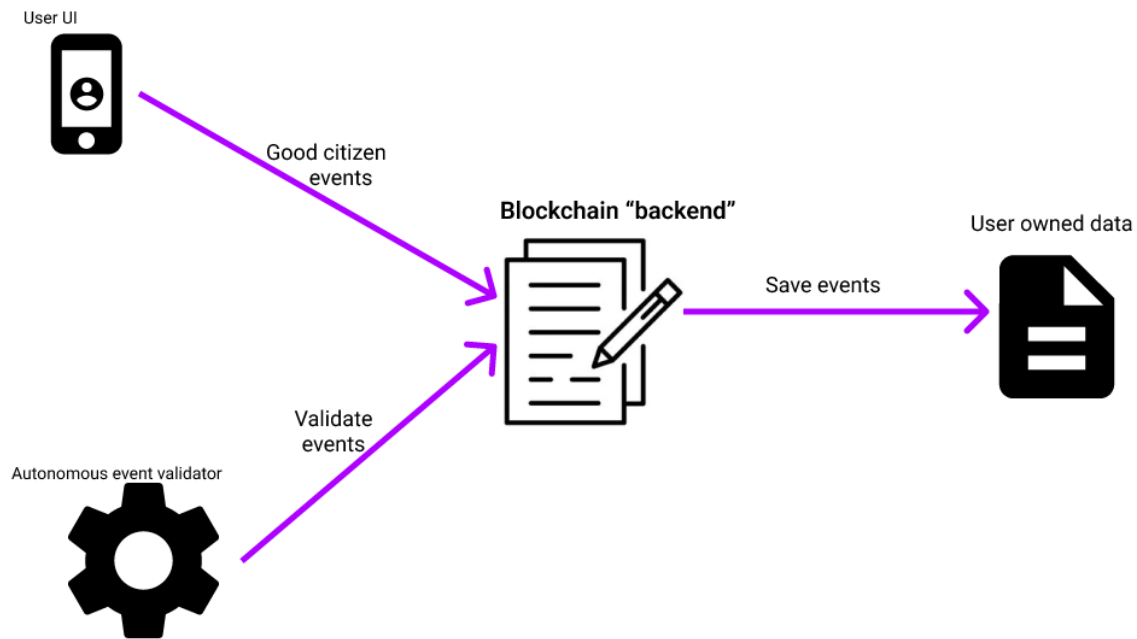 User UI
Good citizen
events
Blockchain “backend”
User owned data
Save events
Validate
events
Autonomous event validator